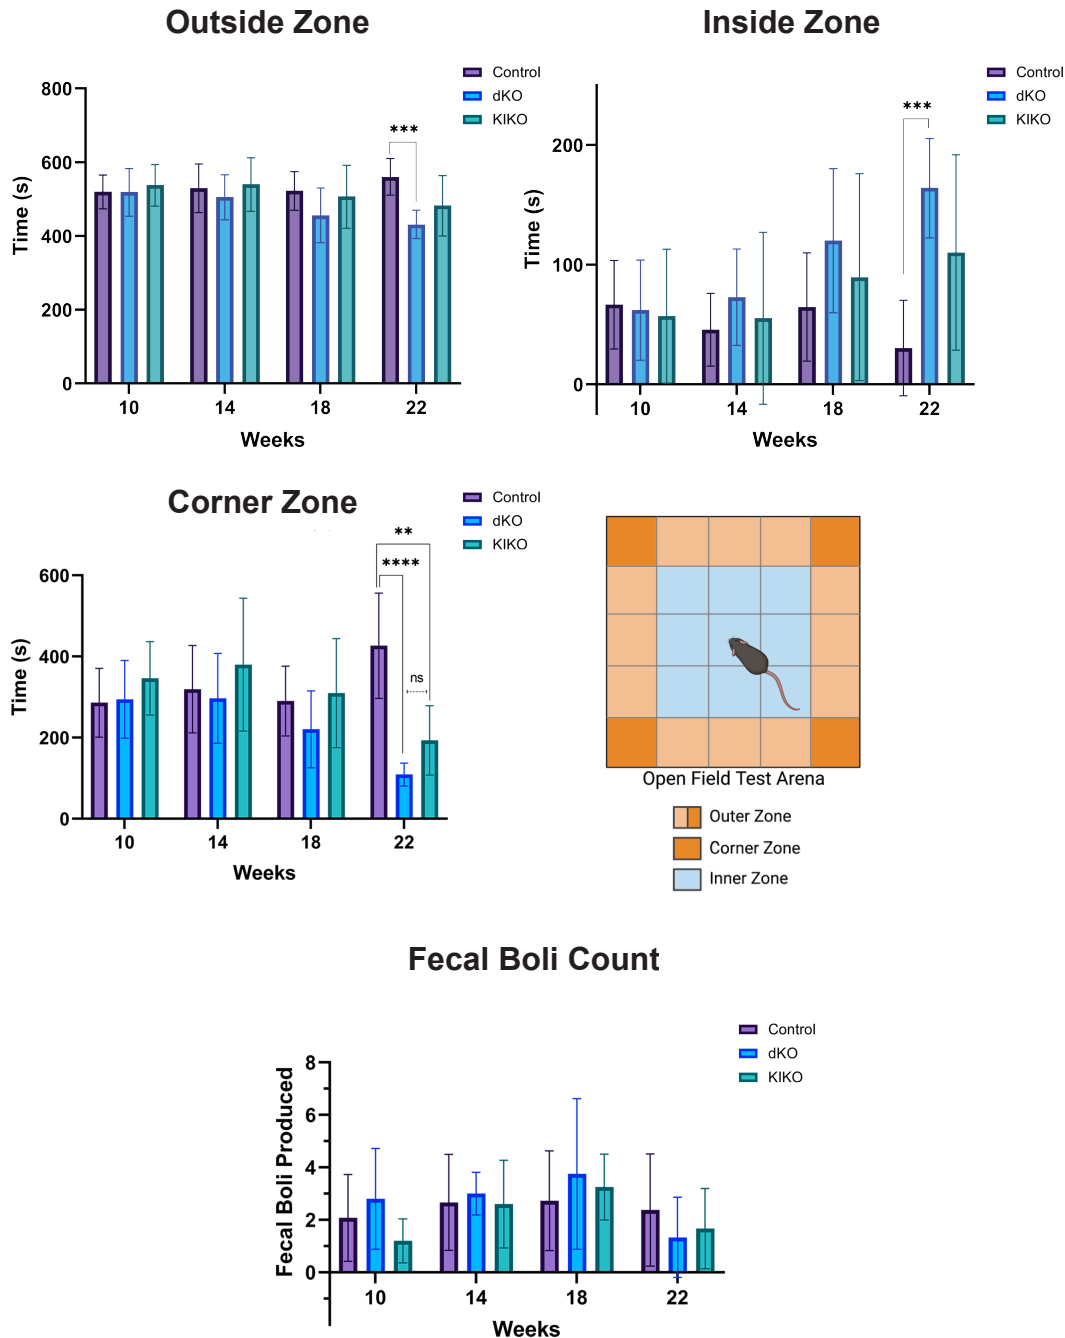 Outside Zone
Control
dKO
KIKO
***
800
600
400
200
0
Time (s)
10 14 18 22
Weeks
Inside Zone
Control
dKO
KIKO
***
200
100
0
Time (s)
10 14 18 22
Weeks
Corner Zone
Control
dKO
KIKO
**
****
ns
600
400
200
0
Time (s)
10 14 18 22
Weeks
Open Field Test Arena
Outer Zone
Corner Zone
Inner Zone
Fecal Boli Count
Control
dKO
KIKO
8
6
4
2
0
Fecal Boli Produced
10 14 18 22
Weeks